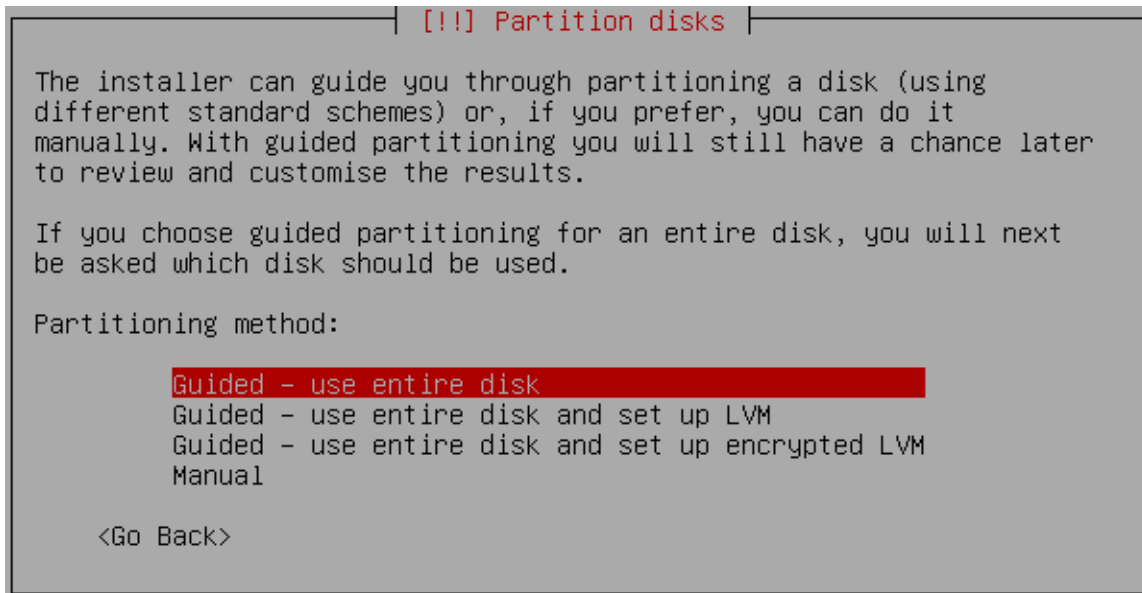 [!!] Partition disks
The installer can guide you through partitioning a disk (using
different standard schemes) or, if you prefer, you can do it
manually. With guided partitioning you will still have a chance later
to review and customise the results.
If you choose guided partitioning for an entire disk, you will next
be asked which disk should be used.
Partitioning method:
Guided - use entire disk
Guided - use entire disk and set up LVM
Guided - use entire disk and set up encrypted LVM
Manual
<Go Back>